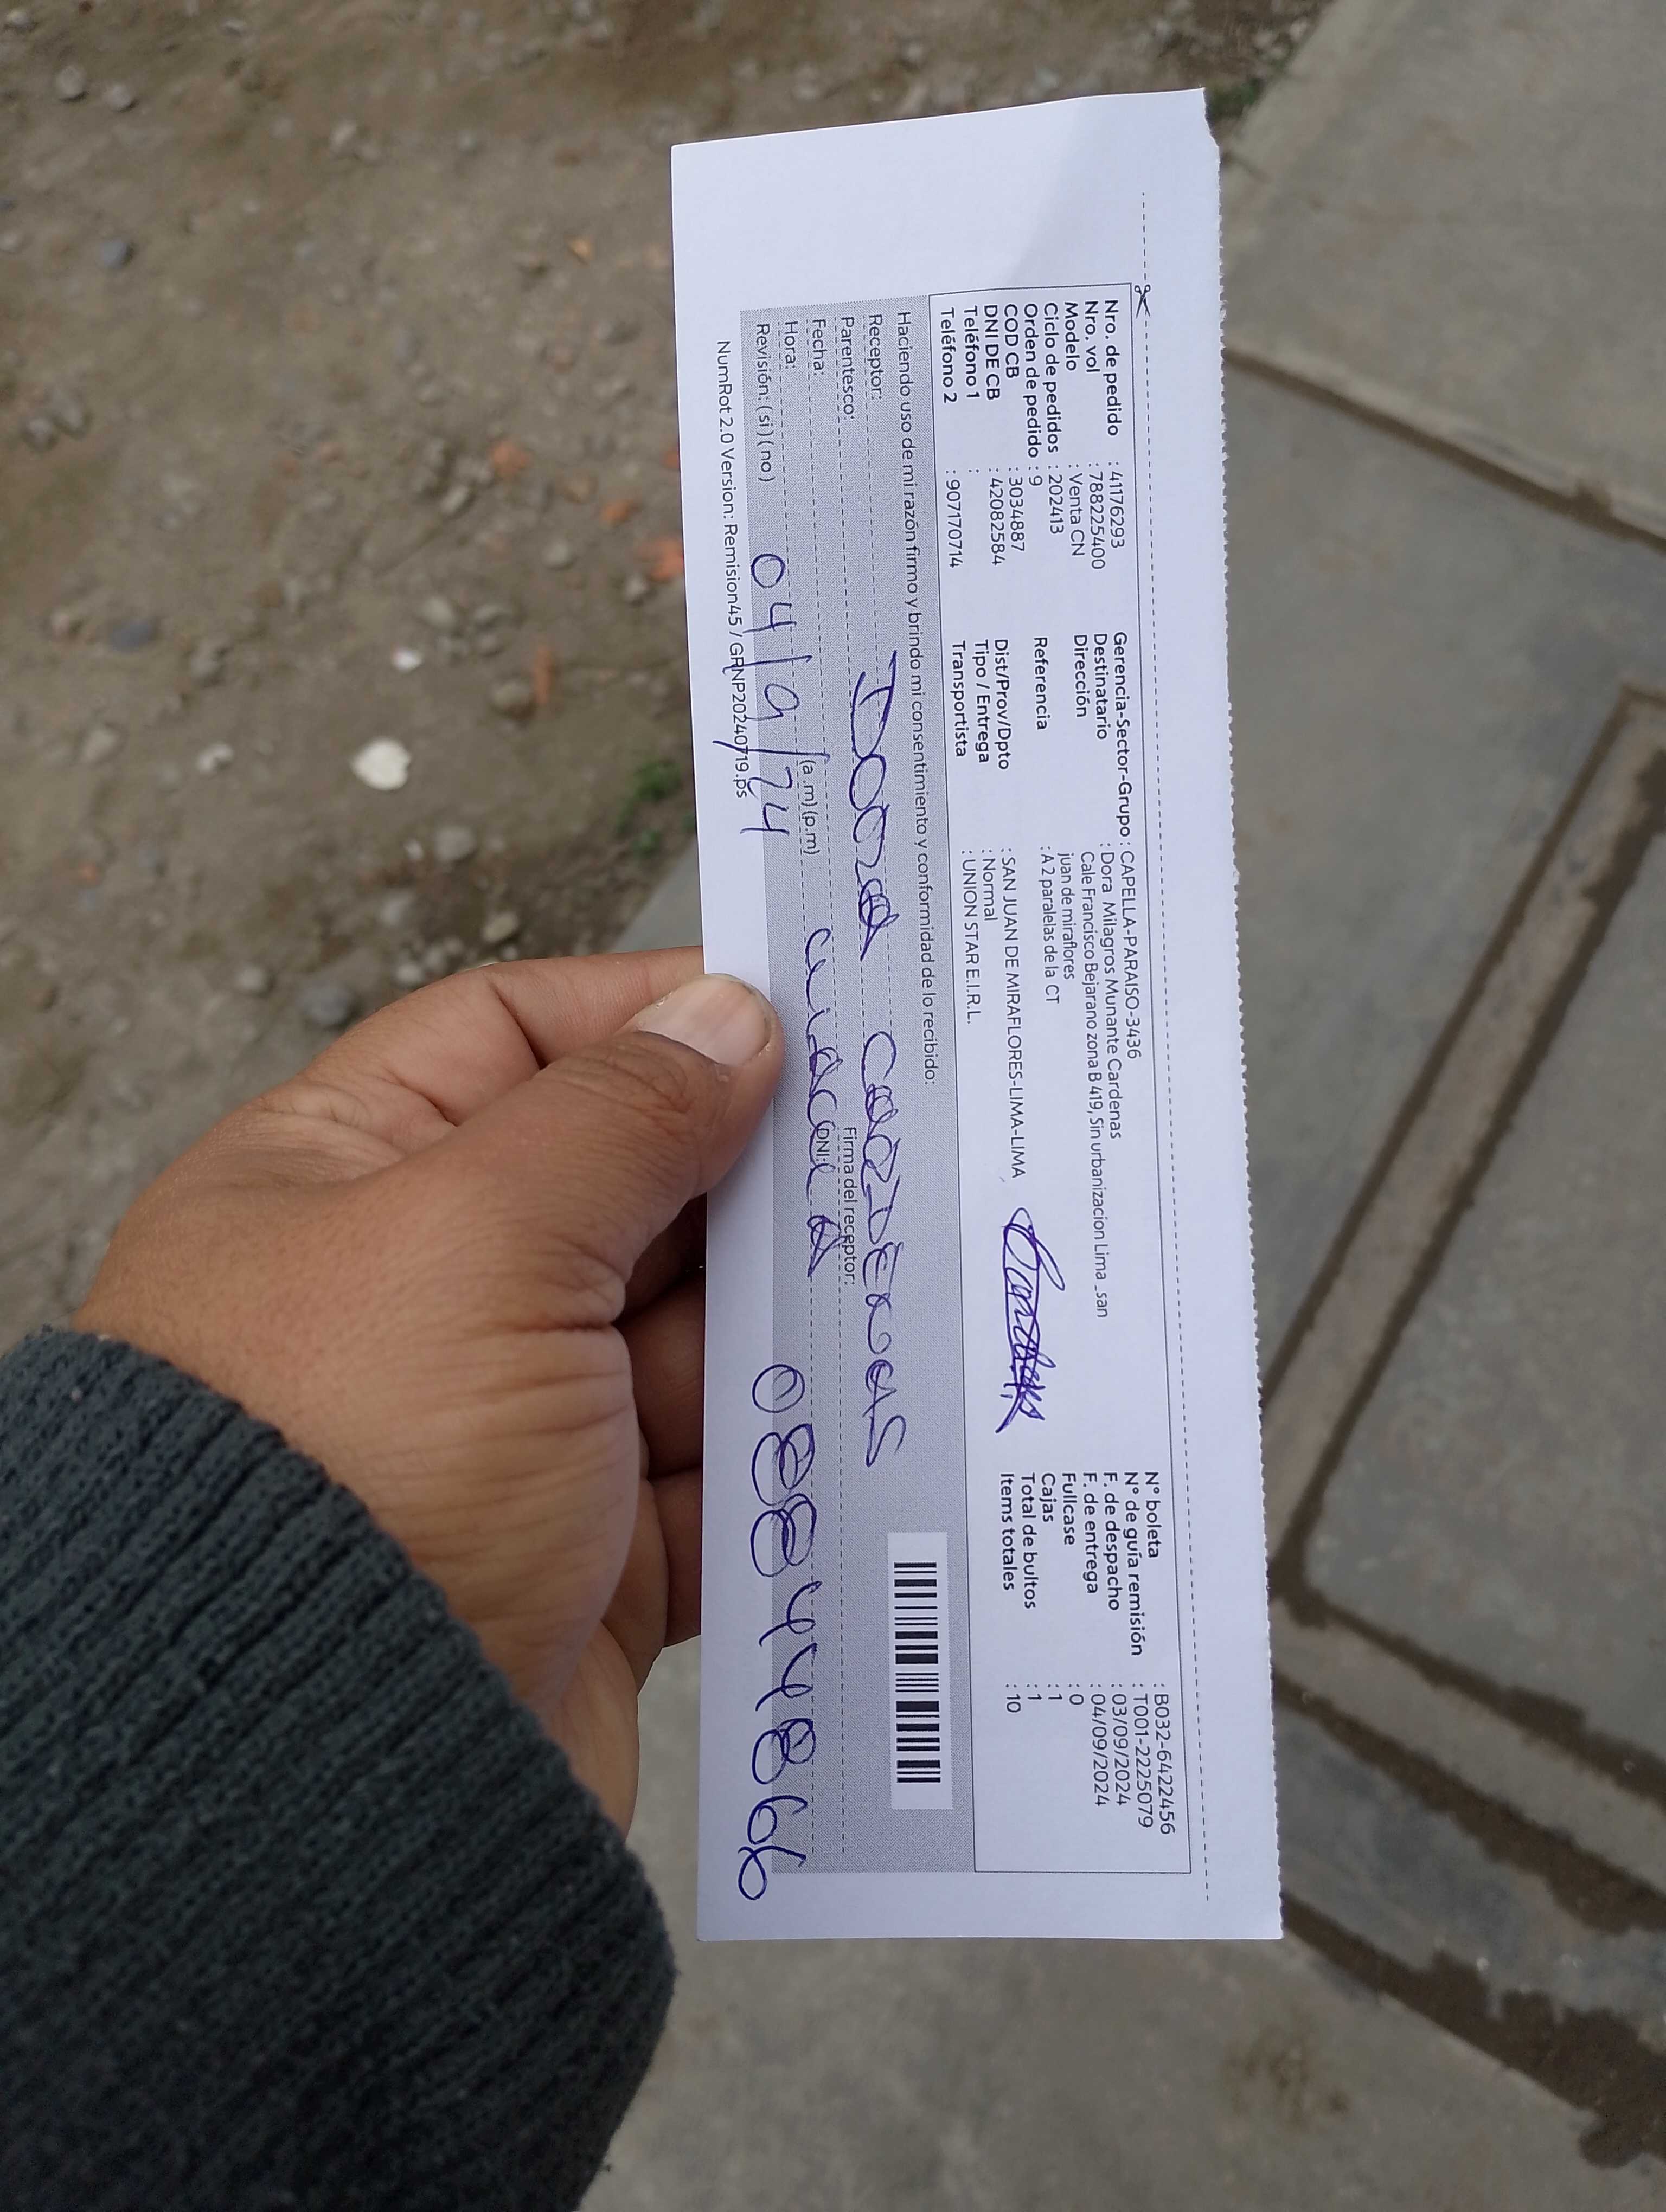 Nro. de pedido : 41176293
Nro. vol : 788225400
Modelo : Venta CN
Ciclo de pedidos : 202413
Orden de pedido : 9
COD CB : 3034887
DNI DE CB : 42082584
Teléfono 1 :
Teléfono 2 : 907170714
Gerencia-Sector-Grupo : CAPELLA-PARAISO-3436
Destinatario : Dora Milagros Munante Cardenas
Dirección : Cale Francisco Bejarano zona B 419, Sin urbanizacion Lima _san
juan de miraflores
Referencia : A 2 paralelas de la CT
Dist/Prov/Dpto : SAN JUAN DE MIRAFLORES-LIMA-LIMA
Tipo / Entrega : Normal
Transportista : UNION STAR E.I.R.L.
N° boleta : B032-6422456
N° de guía remisión : T001-2225079
F. de despacho : 03/09/2024
F. de entrega : 04/09/2024
Fullcase : 0
Cajas : 1
Total de bultos : 1
Items totales : 10
Haciendo uso de mi razón firmo y brindo mi consentimiento y conformidad de lo recibido:
Receptor:
Parentesco:
Firma del receptor:
Fecha:
DNI:
Hora: (a.m)(p.m)
Revisión: (si)(no)
04/9/24
08844866
NumRot 2.0 Version: Remision45 / GRNP20240719.ps